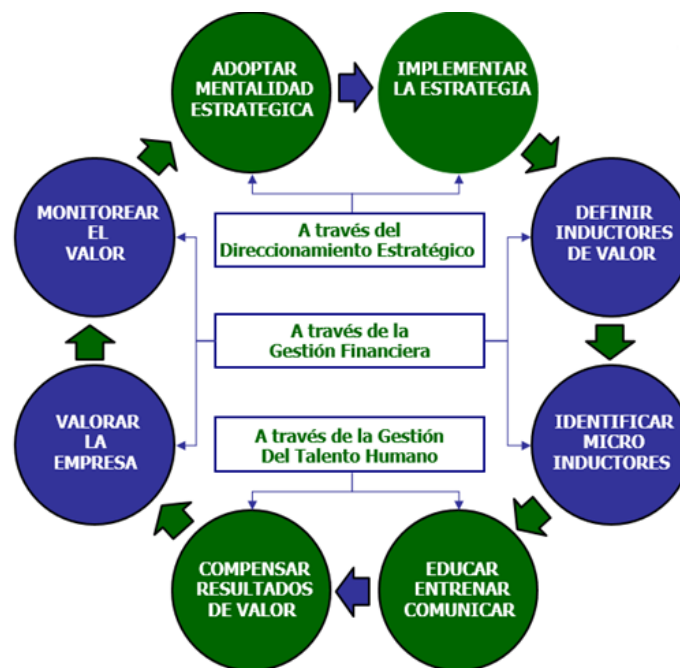 ADOPTAR
MENTALIDAD
ESTRATEGICA
IMPLEMENTAR
LA ESTRATEGIA
MONITOREAR
EL
VALOR
A través del
Direccionamiento Estratégico
DEFINIR
INDUCTORES
DE VALOR
A través de la
Gestión Financiera
VALORAR
LA
EMPRESA
A través de la Gestión
Del Talento Humano
IDENTIFICAR
MICRO
INDUCTORES
COMPENSAR
RESULTADOS
DE VALOR
EDUCAR
ENTRENAR
COMUNICAR